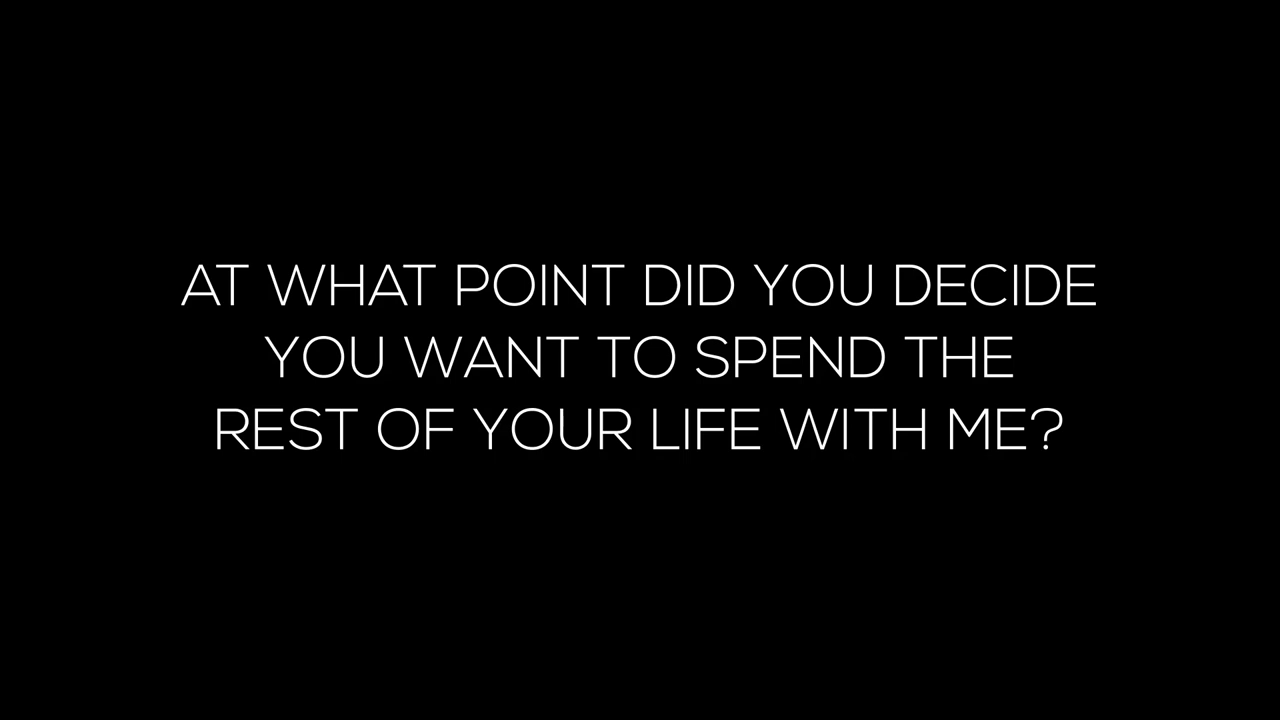 AT WHAT POINT DID YOU DECIDE
YOU WANT TO SPEND THE
REST OF YOUR LIFE WITH ME?